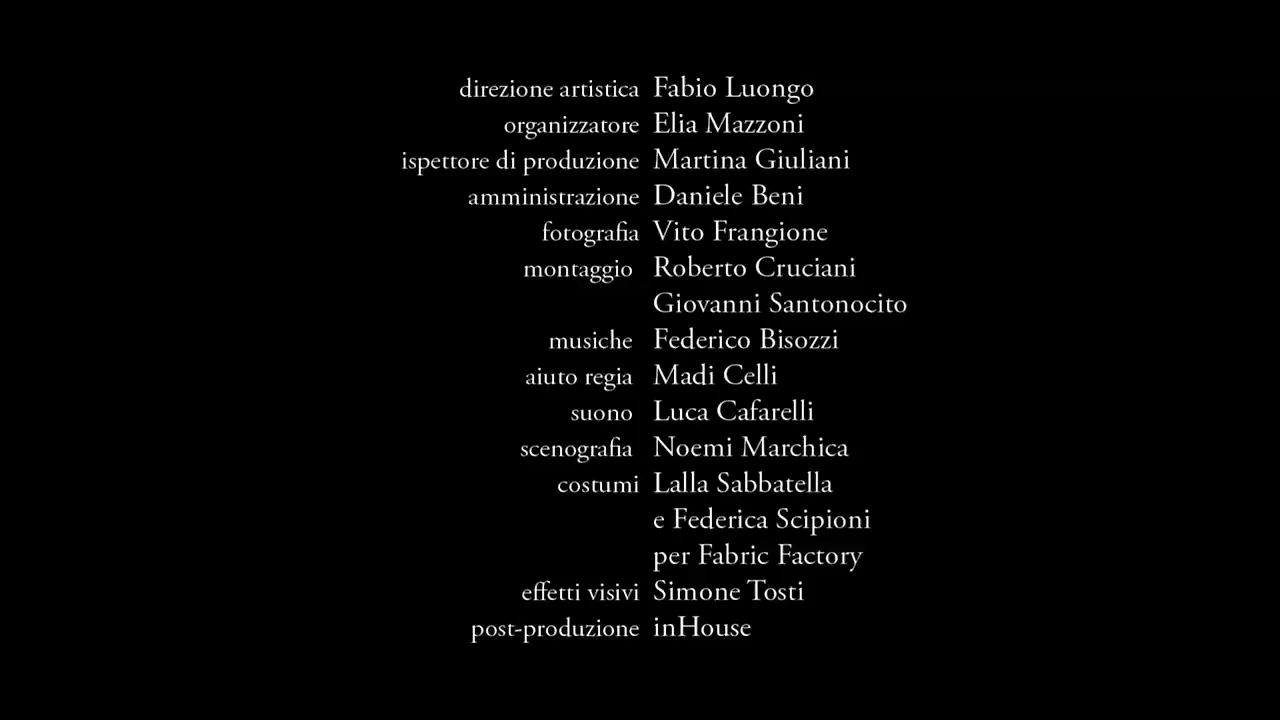 direzione artistica Fabio Luongo
organizzatore Elia Mazzoni
ispettore di produzione Martina Giuliani
amministrazione Daniele Beni
fotografia Vito Frangione
montaggio Roberto Cruciani
Giovanni Santonocito
musiche Federico Bisozzi
aiuto regia Madi Celli
suono Luca Cafarelli
scenografia Noemi Marchica
costumi Lalla Sabbatella
e Federica Scipioni
per Fabric Factory
effetti visivi Simone Tosti
post-produzione inHouse